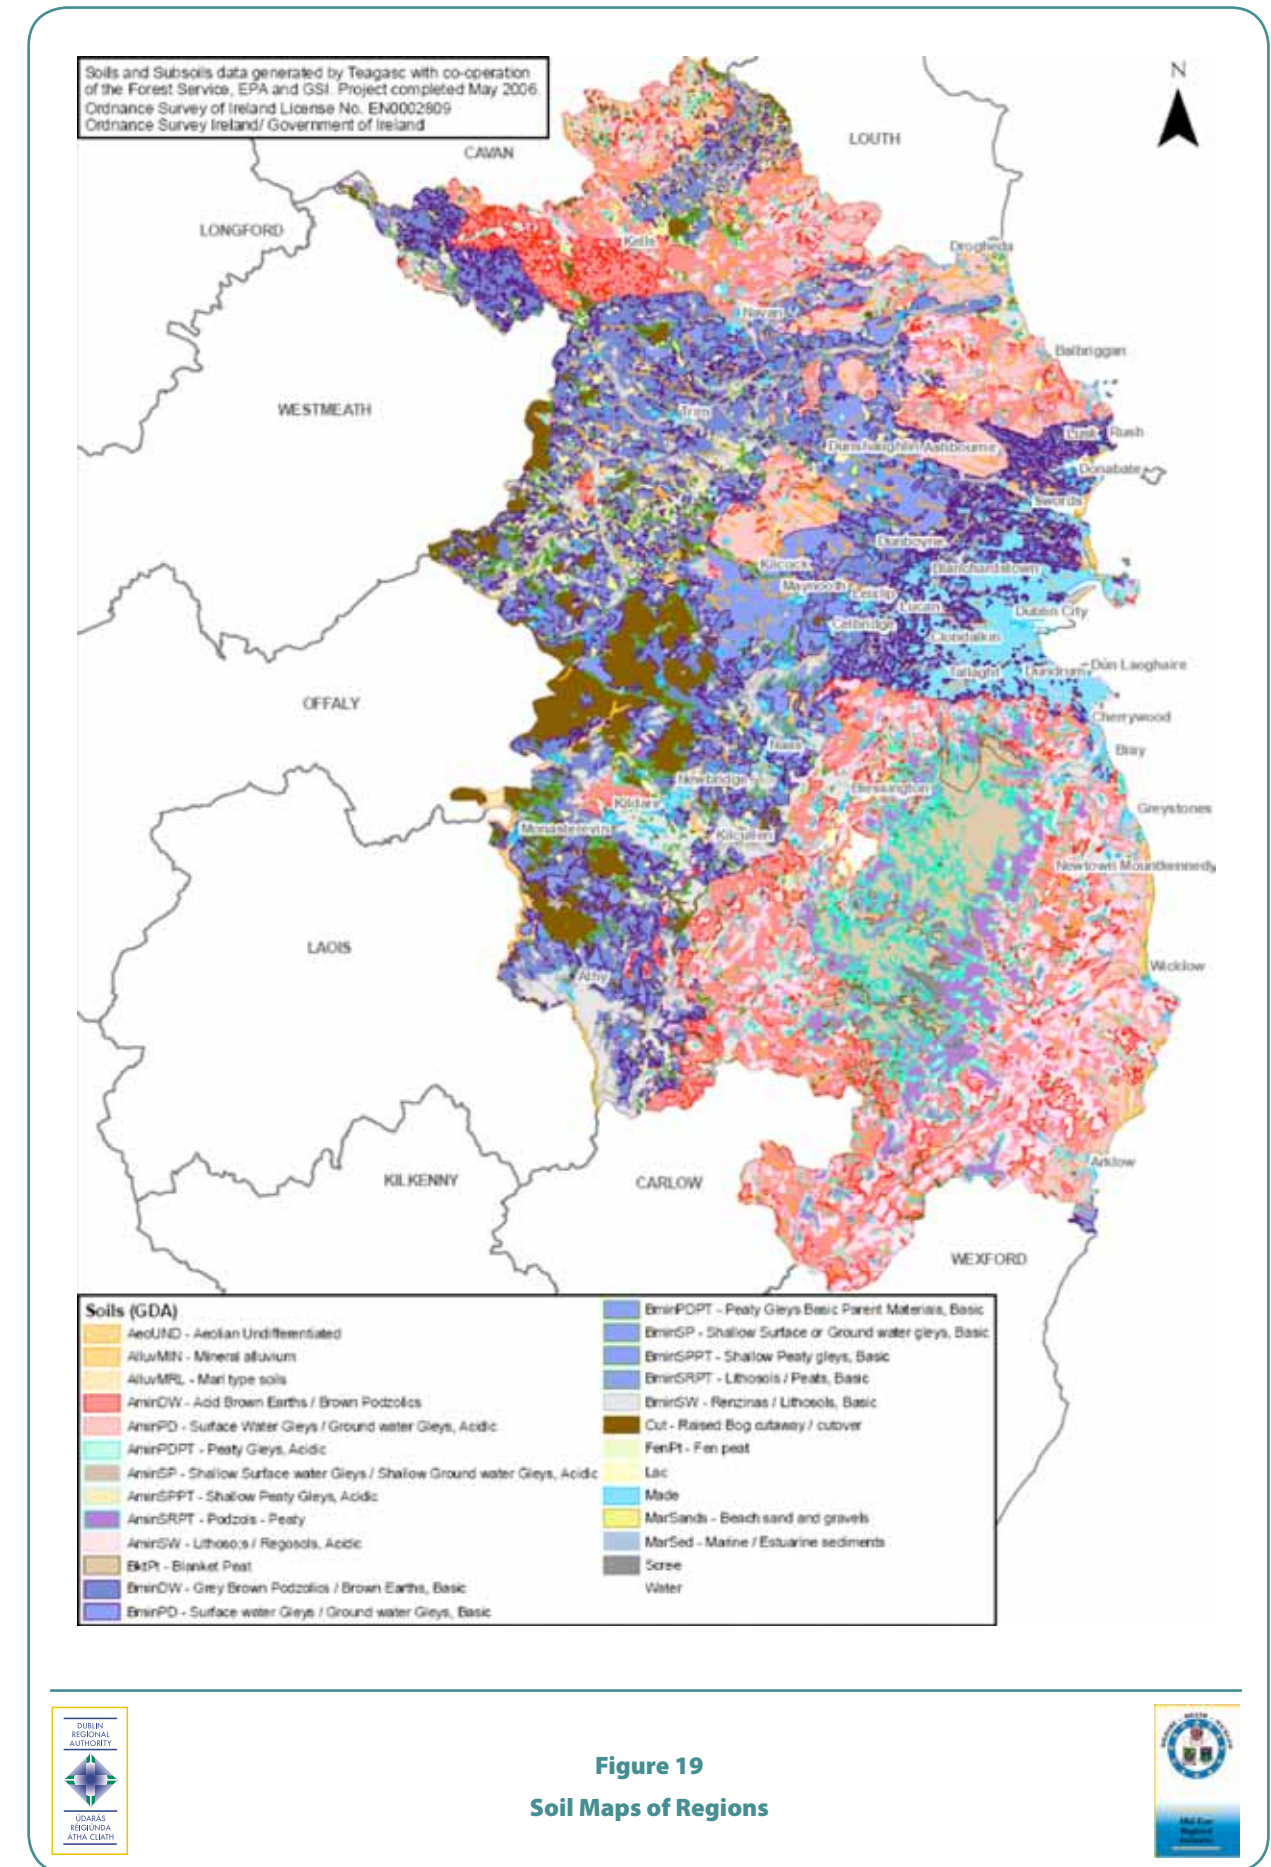 Soils and Subsoils data generated by Teagasc with co-operation
of the Forest Service, EPA and GSI. Project completed May 2006.
Ordnance Survey of Ireland License No. EN0002809
Ordnance Survey Ireland/ Government of Ireland
N
LOUTH
CAVAN
LONGFORD
Kells
Drogheda
Navan
Balbriggan
WESTMEATH
Trim
Lusk
Rush
Dunshaughlin
Ashbourne
Donabate
Swords
Dunboyne
Kilcock
Blanchardstown
Maynooth
Leixlip
Lucan
Dublin City
Celbridge
Clondalkin
Tallaght
Dundrum
Dún Laoghaire
OFFALY
Cherrywood
Naas
Bray
Newbridge
Blessington
Kildare
Greystones
Monasterevin
Kilcullen
Newtown Mountkennedy
LAOIS
Athy
Wicklow
KILKENNY
CARLOW
Arklow
WEXFORD
Soils (GDA)
AeoUND - Aeolian Undifferentiated
AlluvMIN - Mineral alluvium
AlluvMRL - Marl type soils
AminDW - Acid Brown Earths / Brown Podzolics
AminPD - Surface Water Gleys / Ground water Gleys, Acidic
AminPDPT - Peaty Gleys, Acidic
AminSP - Shallow Surface water Gleys / Shallow Ground water Gleys, Acidic
AminSPPT - Shallow Peaty Gleys, Acidic
AminSRPT - Podzols - Peaty
AminSW - Lithosols / Regosols, Acidic
BktPt - Blanket Peat
BminDW - Grey Brown Podzolics / Brown Earths, Basic
BminPD - Surface water Gleys / Ground water Gleys, Basic
BminPDPT - Peaty Gleys Basic Parent Materials, Basic
BminSP - Shallow Surface or Ground water gleys, Basic
BminSPPT - Shallow Peaty gleys, Basic
BminSRPT - Lithosols / Peats, Basic
BminSW - Renzinas / Lithosols, Basic
Cut - Raised Bog cutaway / cutover
FenPt - Fen peat
Lac
Made
MarSands - Beach sand and gravels
MarSed - Marine / Estuarine sediments
Scree
Water
DUBLIN
REGIONAL
AUTHORITY
ÚDARÁS
RÉIGIÚNDA
ÁTHA CLIATH
Figure 19
Soil Maps of Regions
Mid-East
Regional
Authority